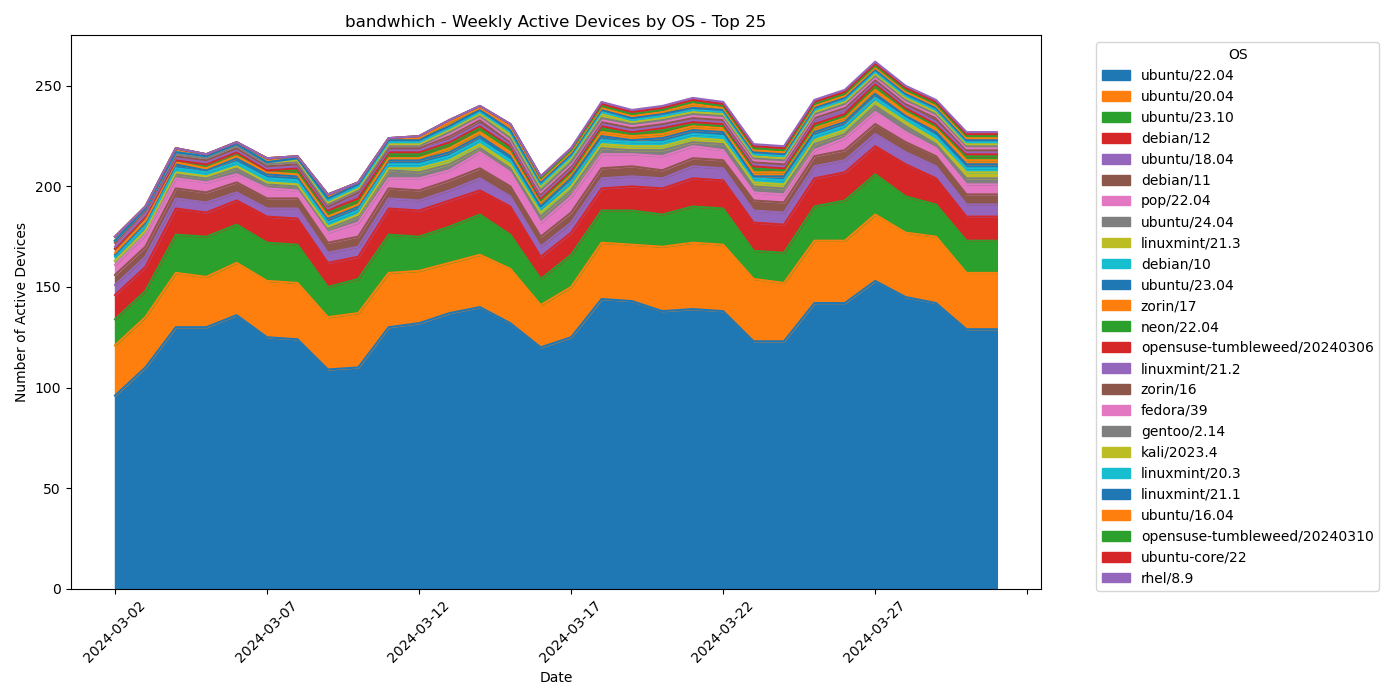 bandwhich - Weekly Active Devices by OS - Top 25
Number of Active Devices
250
200
150
100
50
0
2024-03-02
2024-03-07
2024-03-12
2024-03-17
2024-03-22
2024-03-27
Date
OS
ubuntu/22.04
ubuntu/20.04
ubuntu/23.10
debian/12
ubuntu/18.04
debian/11
pop/22.04
ubuntu/24.04
linuxmint/21.3
debian/10
ubuntu/23.04
zorin/17
neon/22.04
opensuse-tumbleweed/20240306
linuxmint/21.2
zorin/16
fedora/39
gentoo/2.14
kali/2023.4
linuxmint/20.3
linuxmint/21.1
ubuntu/16.04
opensuse-tumbleweed/20240310
ubuntu-core/22
rhel/8.9